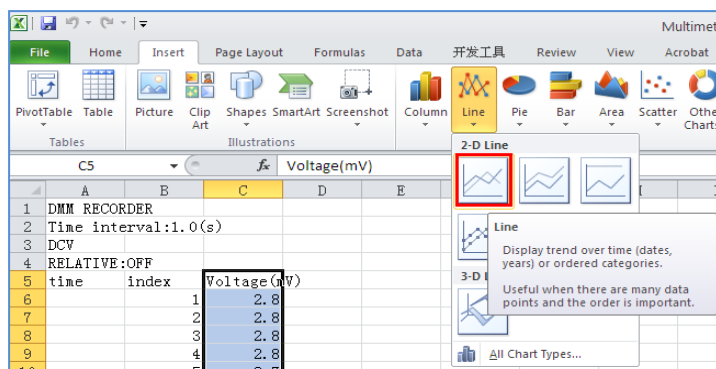 Multimet
File Home Insert Page Layout Formulas Data 开发工具 Review View Acrobat
PivotTable Table Picture Clip Art Shapes SmartArt Screenshot Column Line Pie Bar Area Scatter Othe Charts
Tables Illustrations
2-D Line
C5 fx Voltage(mV)
A B C D E
1 DMM RECORDER
2 Time interval:1.0(s)
3 DCV
4 RELATIVE:OFF
5 time index Voltage(mV)
6 1 2.8
7 2 2.8
8 3 2.8
9 4 2.8
Line
Display trend over time (dates,
years) or ordered categories.
Useful when there are many data
points and the order is important.
3-D L
All Chart Types...